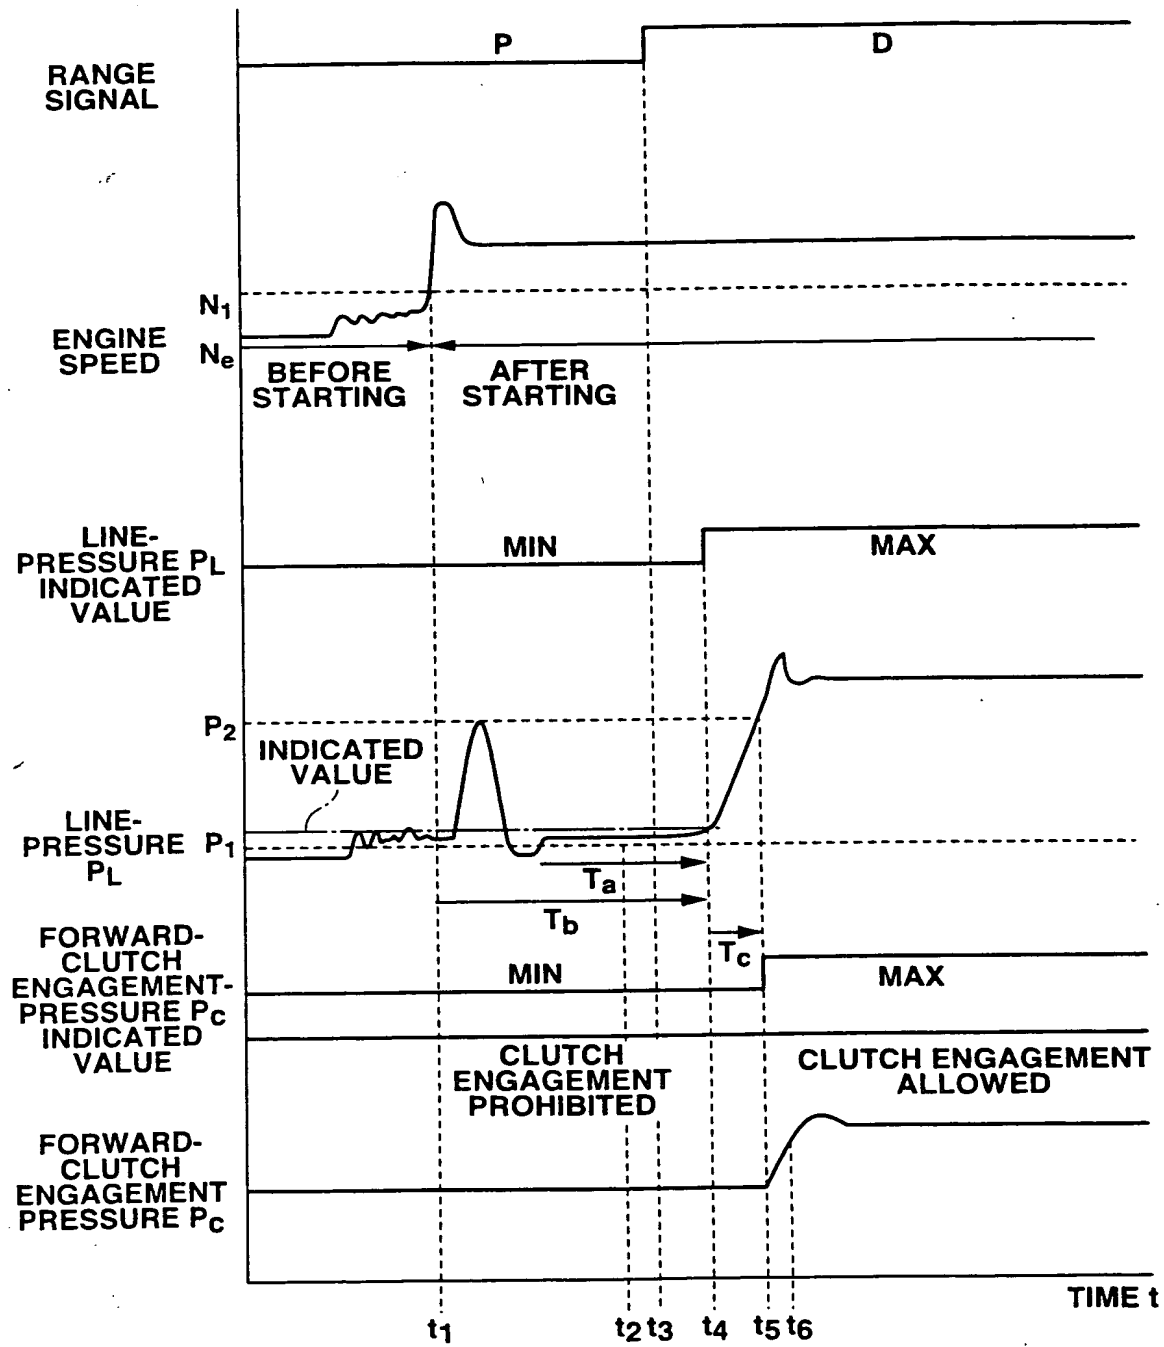 P
D
RANGE
SIGNAL
N1
ENGINE
SPEED
Ne
BEFORE
STARTING
AFTER
STARTING
LINE-
PRESSURE PL
INDICATED
VALUE
MIN
MAX
P2
INDICATED
VALUE
LINE-
PRESSURE
PL
P1
Ta
Tb
Tc
FORWARD-
CLUTCH
ENGAGEMENT-
PRESSURE Pc
INDICATED
VALUE
MIN
MAX
CLUTCH
ENGAGEMENT
PROHIBITED
CLUTCH ENGAGEMENT
ALLOWED
FORWARD-
CLUTCH
ENGAGEMENT
PRESSURE Pc
TIME t
t1 t2 t3 t4 t5 t6